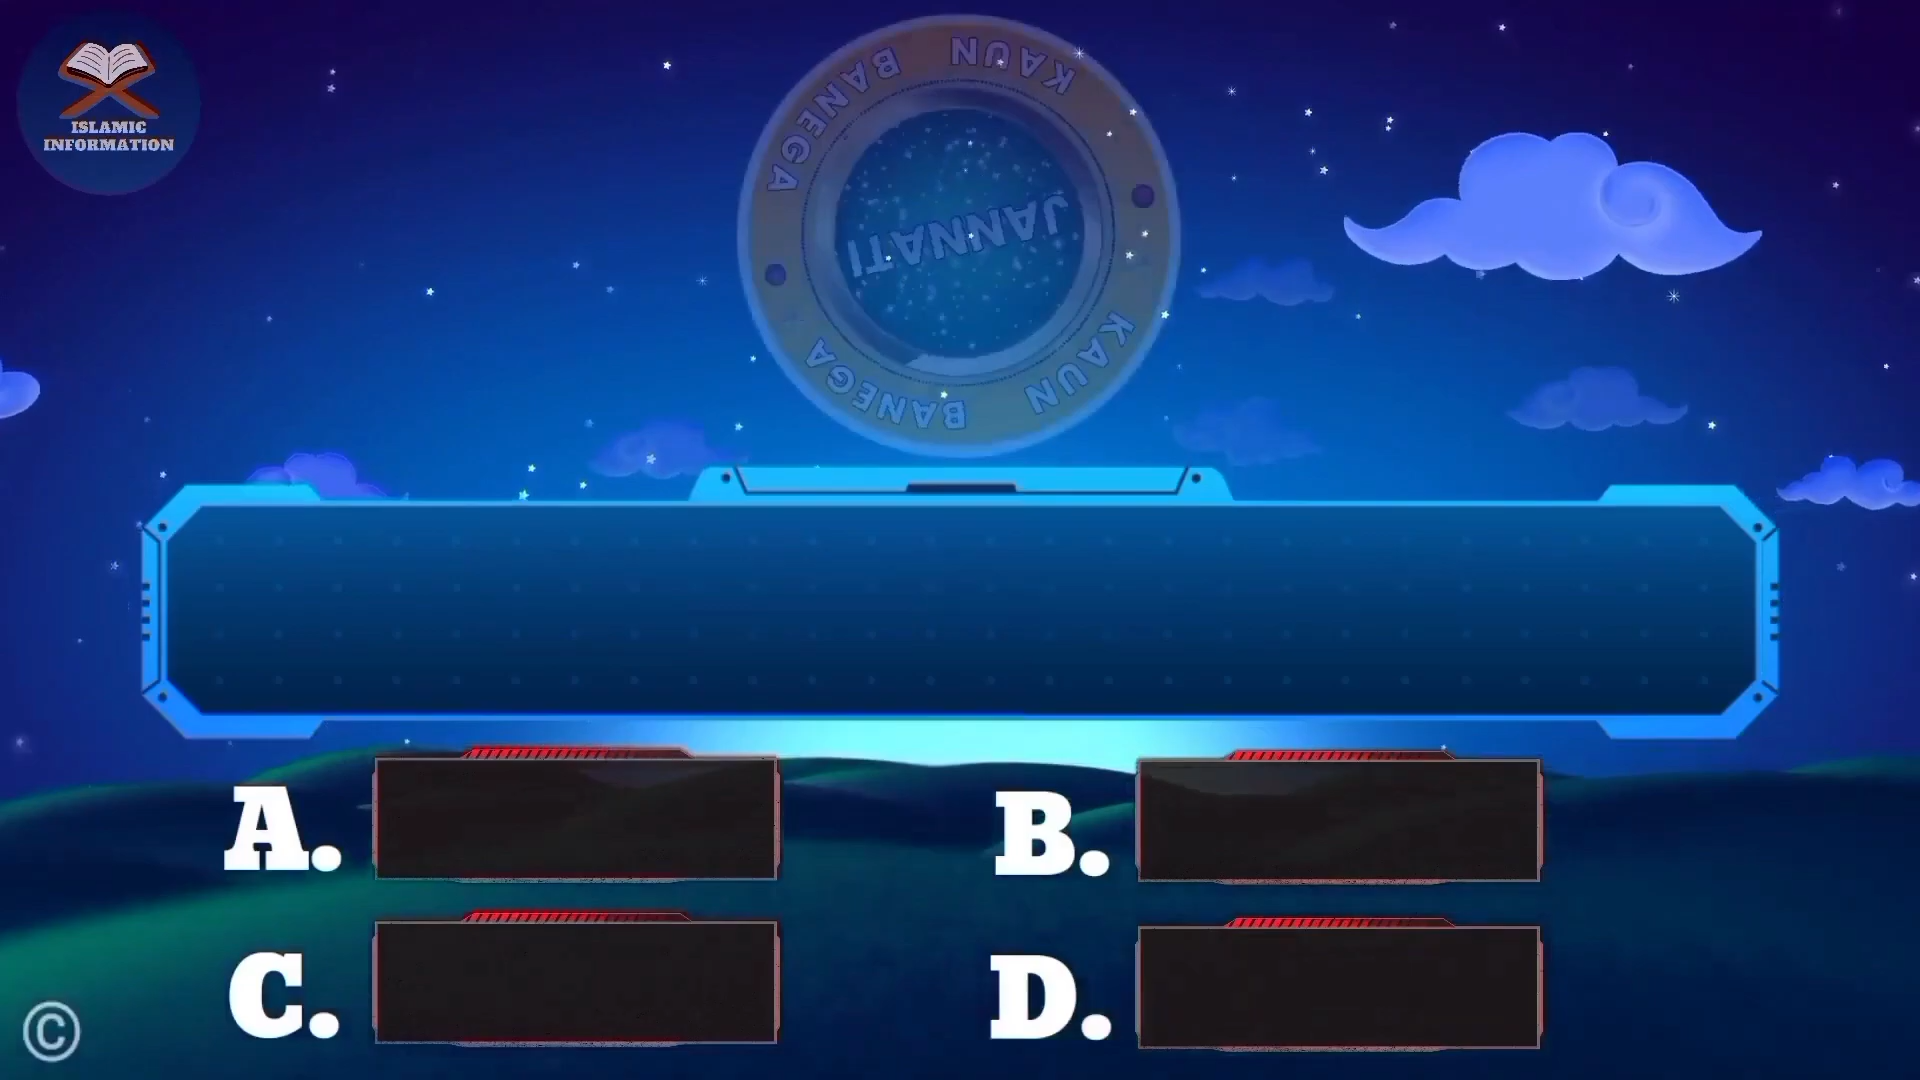 ISLAMIC
INFORMATION
KAUN BANEGA
JANNATI
KAUN BANEGA
A.
B.
C.
D.
©